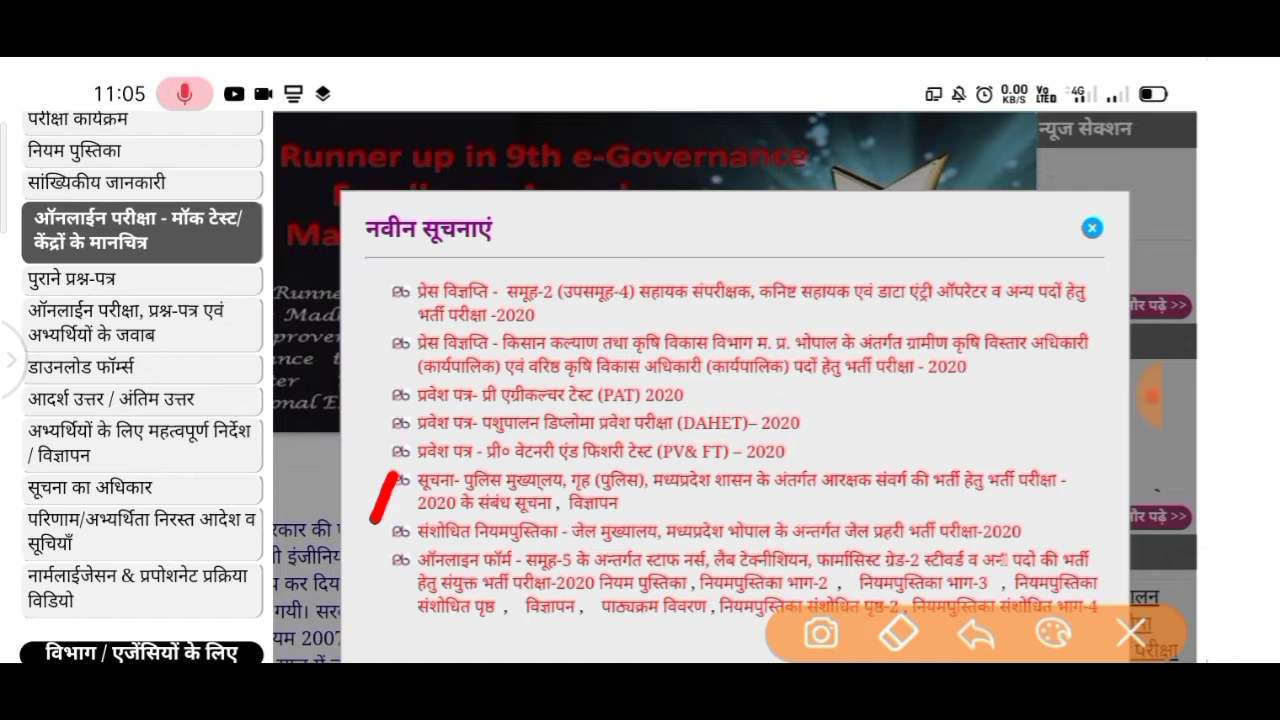 11:05
0.00 KB/S
Vo LTED
4G
परीक्षा कार्यक्रम
नियम पुस्तिका
सांख्यिकीय जानकारी
ऑनलाईन परीक्षा - मॉक टेस्ट/
केंद्रों के मानचित्र
पुराने प्रश्न-पत्र
ऑनलाईन परीक्षा, प्रश्न-पत्र एवं
अभ्यर्थियों के जवाब
डाउनलोड फॉर्म्स
आदर्श उत्तर / अंतिम उत्तर
अभ्यर्थियों के लिए महत्वपूर्ण निर्देश
/ विज्ञापन
सूचना का अधिकार
परिणाम/अभ्यर्थिता निरस्त आदेश व
सूचियाँ
नार्मलाईजेसन & प्रपोशनेट प्रक्रिया
विडियो
विभाग / एजेंसियों के लिए
Runner up in 9th e-Governance
न्यूज सेक्शन
नवीन सूचनाएं
प्रेस विज्ञप्ति - समूह-2 (उपसमूह-4) सहायक संपरीक्षक, कनिष्ट सहायक एवं डाटा एंट्री ऑपरेटर व अन्य पदों हेतु
भर्ती परीक्षा -2020
प्रेस विज्ञप्ति - किसान कल्याण तथा कृषि विकास विभाग म. प्र. भोपाल के अंतर्गत ग्रामीण कृषि विस्तार अधिकारी
(कार्यपालिक) एवं वरिष्ठ कृषि विकास अधिकारी (कार्यपालिक) पदों हेतु भर्ती परीक्षा - 2020
प्रवेश पत्र- प्री एग्रीकल्चर टेस्ट (PAT) 2020
प्रवेश पत्र- पशुपालन डिप्लोमा प्रवेश परीक्षा (DAHET)– 2020
प्रवेश पत्र - प्री० वेटनरी एंड फिशरी टेस्ट (PV& FT) – 2020
सूचना- पुलिस मुख्यालय, गृह (पुलिस), मध्यप्रदेश शासन के अंतर्गत आरक्षक संवर्ग की भर्ती हेतु भर्ती परीक्षा -
2020 के संबंध सूचना , विज्ञापन
संशोधित नियमपुस्तिका - जेल मुख्यालय, मध्यप्रदेश भोपाल के अन्तर्गत जेल प्रहरी भर्ती परीक्षा-2020
ऑनलाइन फॉर्म - समूह-5 के अन्तर्गत स्टाफ नर्स, लैब टेक्नीशियन, फार्मासिस्ट ग्रेड-2 स्टीवर्ड व अन्य पदो की भर्ती
हेतु संयुक्त भर्ती परीक्षा-2020 नियम पुस्तिका , नियमपुस्तिका भाग-2 , नियमपुस्तिका भाग-3 , नियमपुस्तिका
संशोधित पृष्ठ , विज्ञापन , पाठ्यक्रम विवरण , नियमपुस्तिका संशोधित पृष्ठ-2 , नियमपुस्तिका संशोधित भाग-4
पढ़े >>
पढ़े >>
परीक्षा